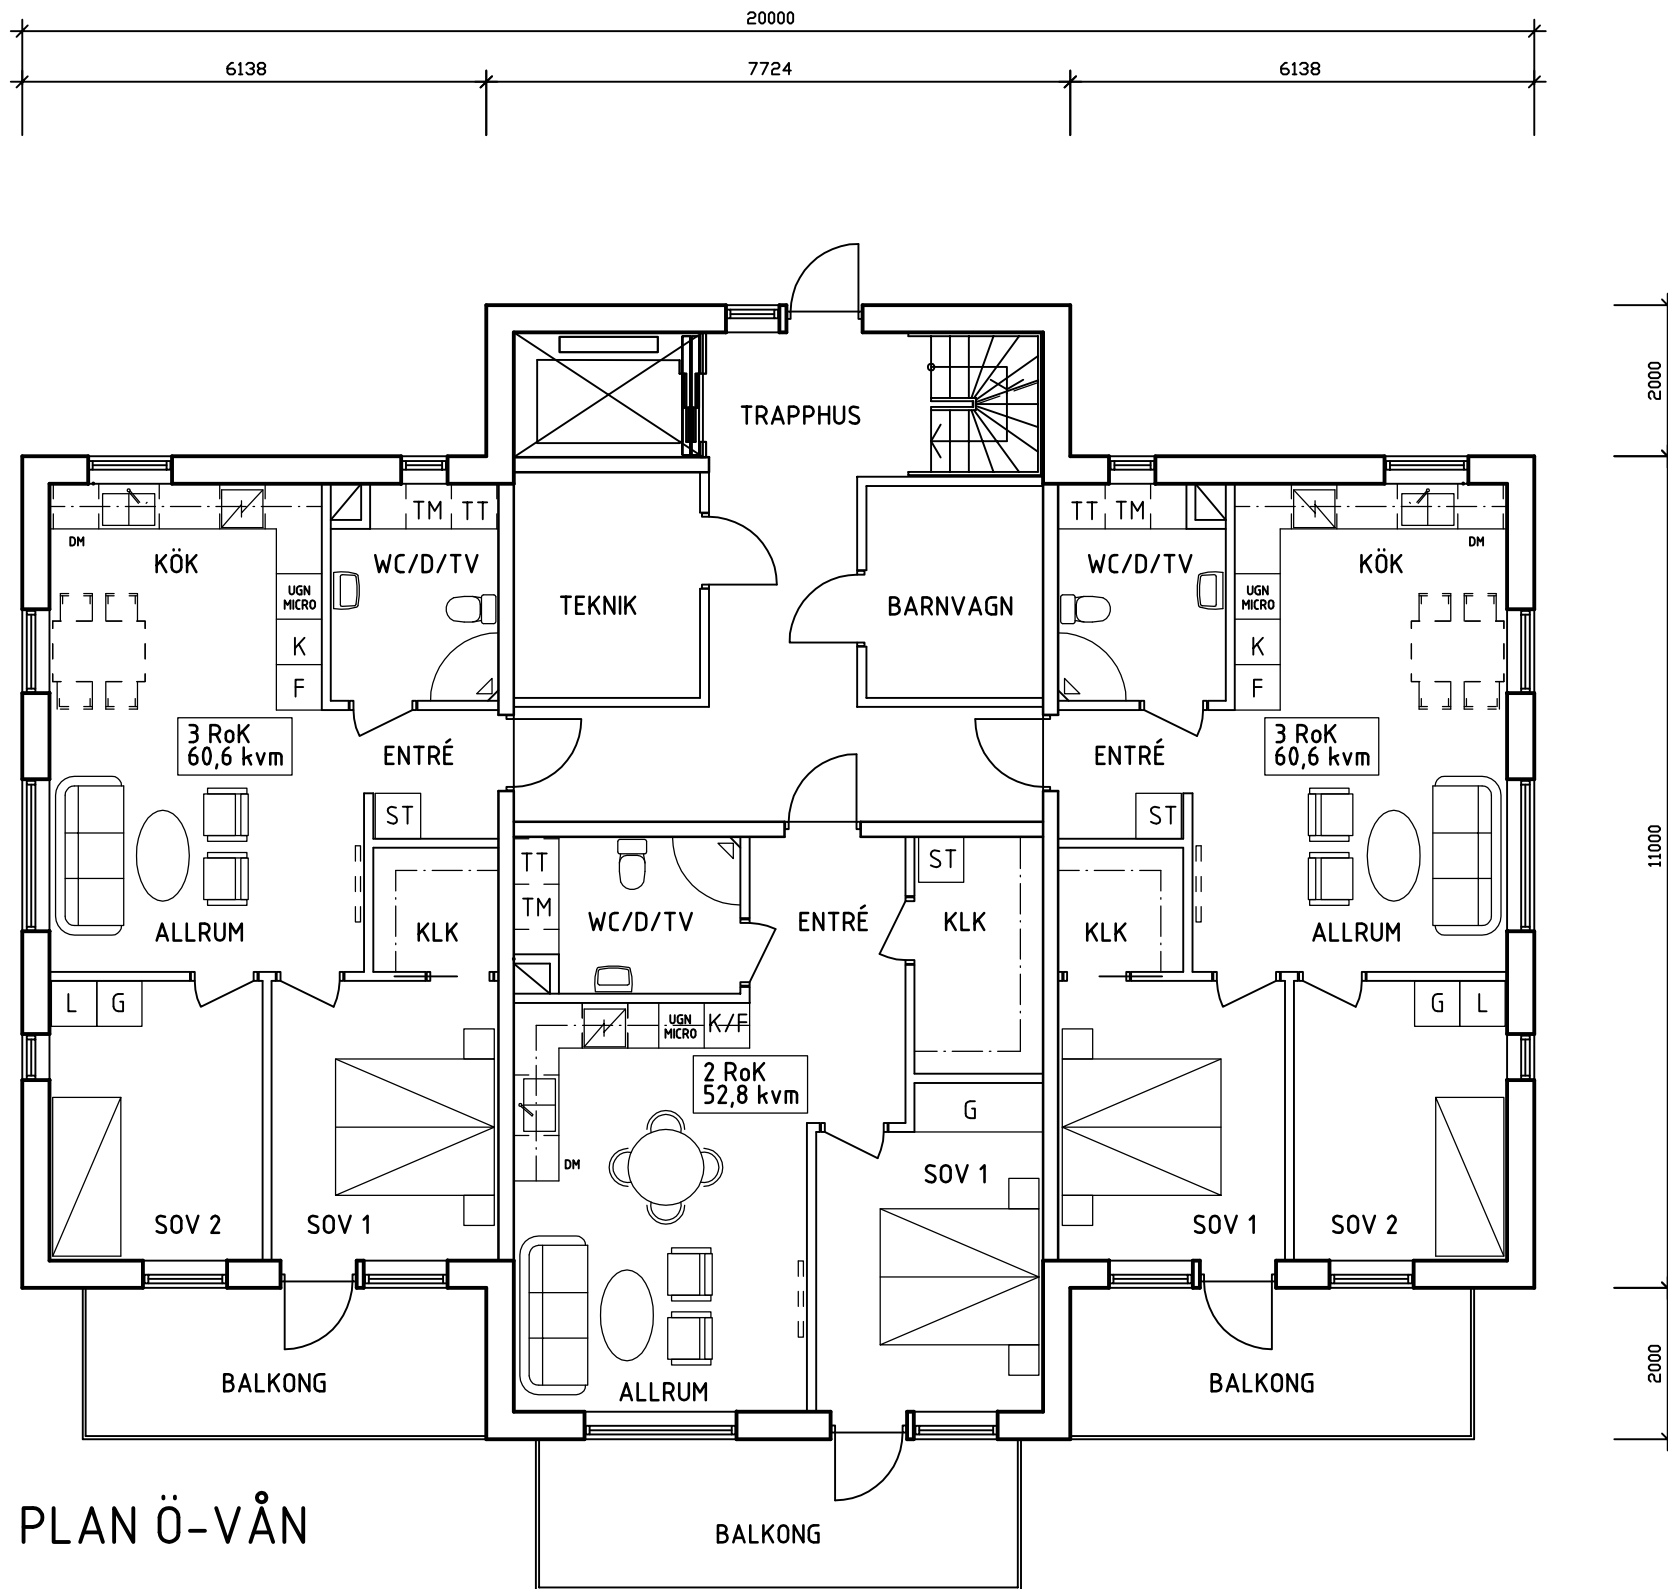 20000
6138
7724
6138
2000
TRAPPHUS
TM
TT
TT
TM
DM
KÖK
WC/D/TV
WC/D/TV
KÖK
DM
UGN
MICRO
TEKNIK
BARNVAGN
UGN
MICRO
K
K
F
F
3 RoK
60,6 kvm
ENTRÉ
ENTRÉ
3 RoK
60,6 kvm
ST
ST
11000
TT
ST
TM
WC/D/TV
ENTRÉ
KLK
ALLRUM
KLK
KLK
ALLRUM
L
G
G
L
UGN
MICRO
K/F
2 RoK
52,8 kvm
G
DM
SOV 1
SOV 2
SOV 1
SOV 1
SOV 2
2000
BALKONG
ALLRUM
BALKONG
PLAN Ö-VÅN
BALKONG